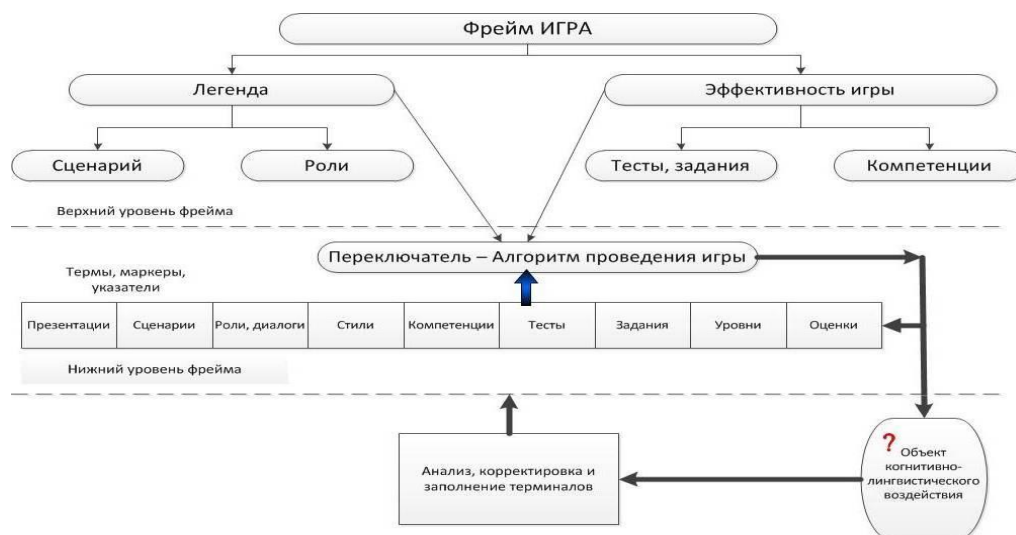 Фрейм ИГРА
Легенда
Эффективность игры
Сценарий
Роли
Тесты, задания
Компетенции
Верхний уровень фрейма
Переключатель – Алгоритм проведения игры
Термы, маркеры,
указатели
Презентации
Сценарии
Роли, диалоги
Стили
Компетенции
Тесты
Задания
Уровни
Оценки
Нижний уровень фрейма
Анализ, корректировка и
заполнение терминалов
?
Объект
когнитивно-
лингвистического
воздействия